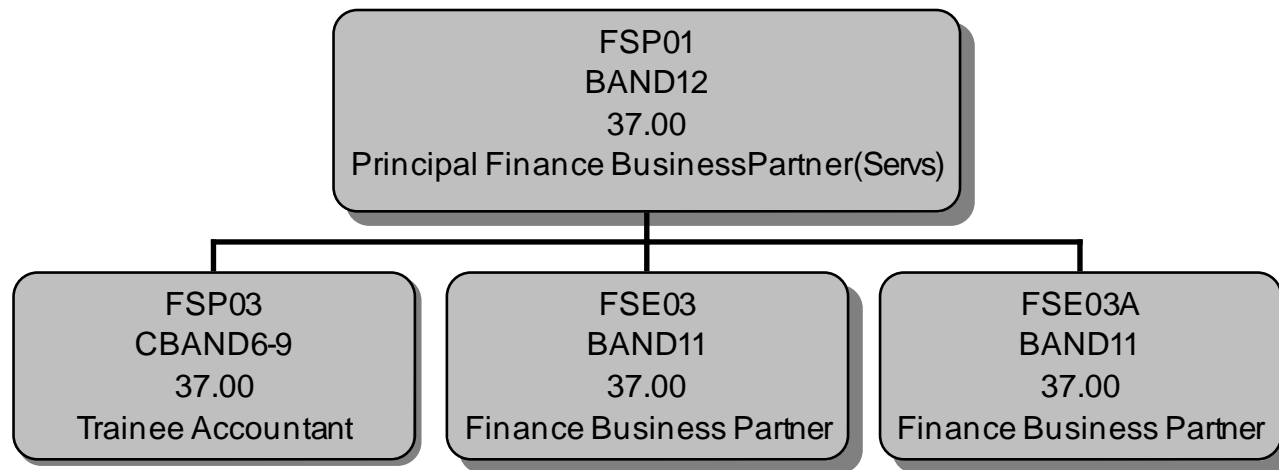 FSP01
BAND12
37.00
Principal Finance BusinessPartner(Servs)
FSP03
CBAND6-9
37.00
Trainee Accountant
FSE03
BAND11
37.00
Finance Business Partner
FSE03A
BAND11
37.00
Finance Business Partner